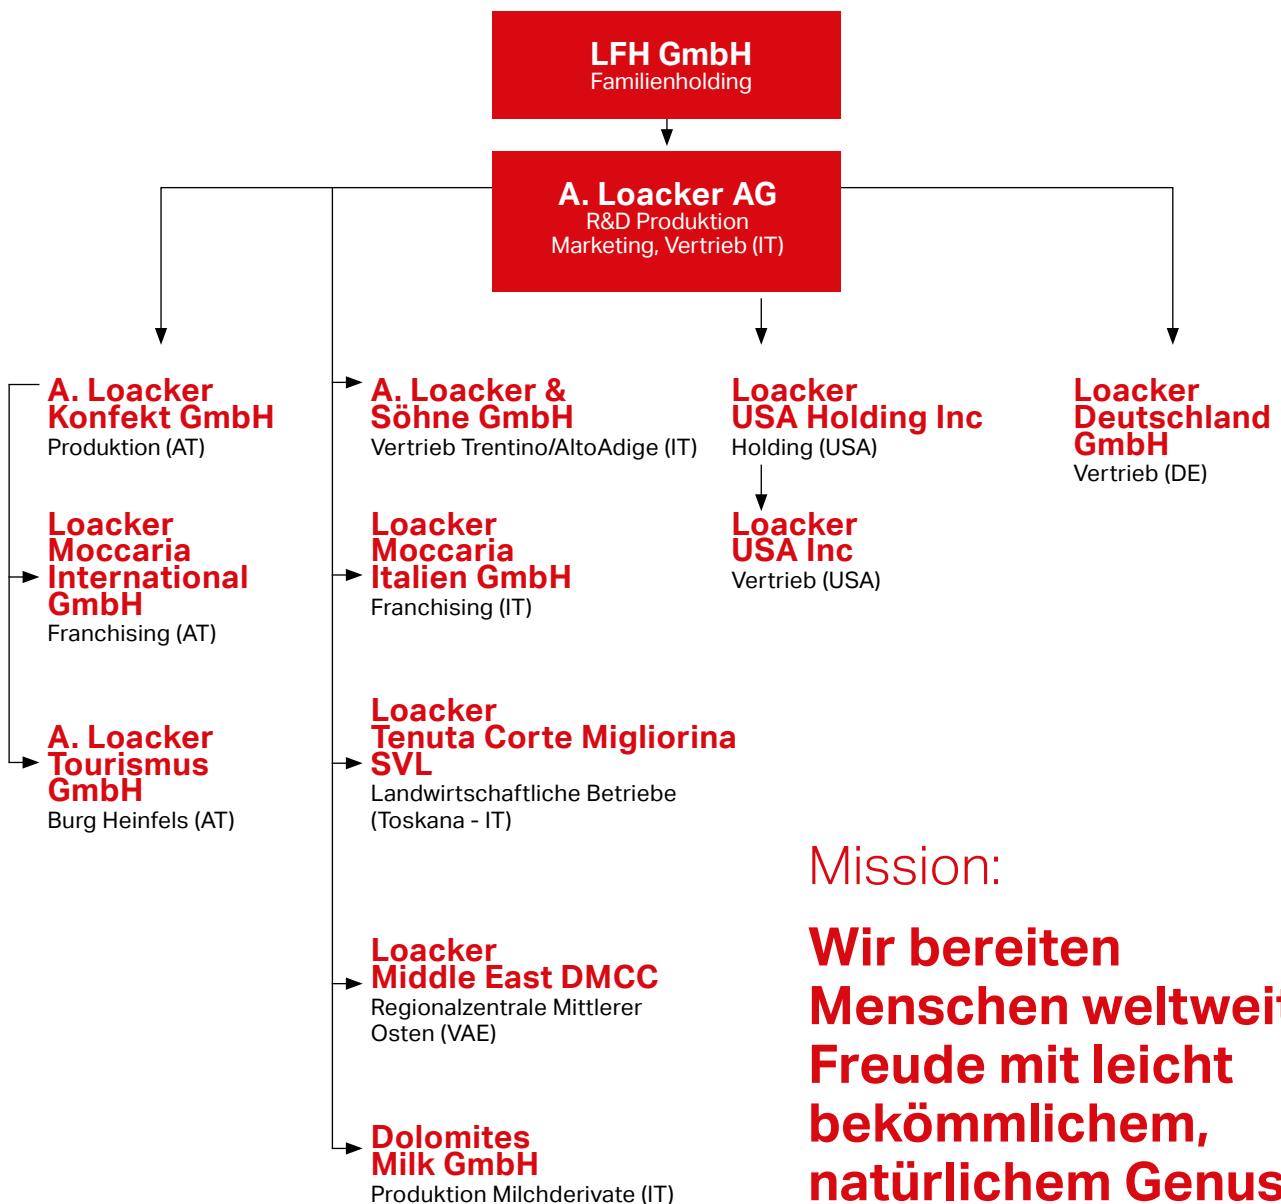 LFH GmbH
Familienholding
A. Loacker AG
R&D Produktion
Marketing, Vertrieb (IT)
A. Loacker
Konfekt GmbH
Produktion (AT)
Loacker
Moccaria
International
GmbH
Franchising (AT)
A. Loacker
Tourismus
GmbH
Burg Heinfels (AT)
A. Loacker &
Söhne GmbH
Vertrieb Trentino/AltoAdige (IT)
Loacker
Moccaria
Italien GmbH
Franchising (IT)
Loacker
Tenuta Corte Migliorina
SVL
Landwirtschaftliche Betriebe
(Toskana - IT)
Loacker
Middle East DMCC
Regionalzentrale Mittlerer
Osten (VAE)
Dolomites
Milk GmbH
Produktion Milchderivate (IT)
Loacker
USA Holding Inc
Holding (USA)
Loacker
USA Inc
Vertrieb (USA)
Loacker
Deutschland
GmbH
Vertrieb (DE)
Mission:
Wir bereiten
Menschen weltweit
Freude mit leicht
bekömmlichem,
natürlichem Genus